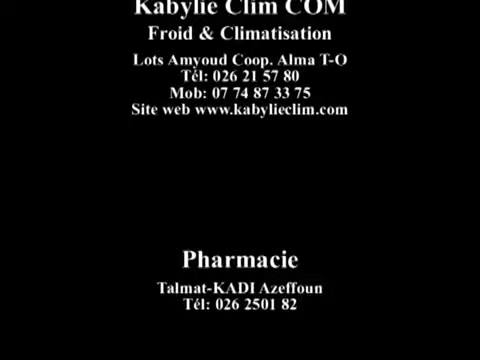 Kabylie Clim COM
Froid & Climatisation
Lots Amyoud Coop. Alma T-O
Tél: 026 21 57 80
Mob: 07 74 87 33 75
Site web www.kabylieclim.com
Pharmacie
Talmat-KADI Azeffoun
Tél: 026 2501 82